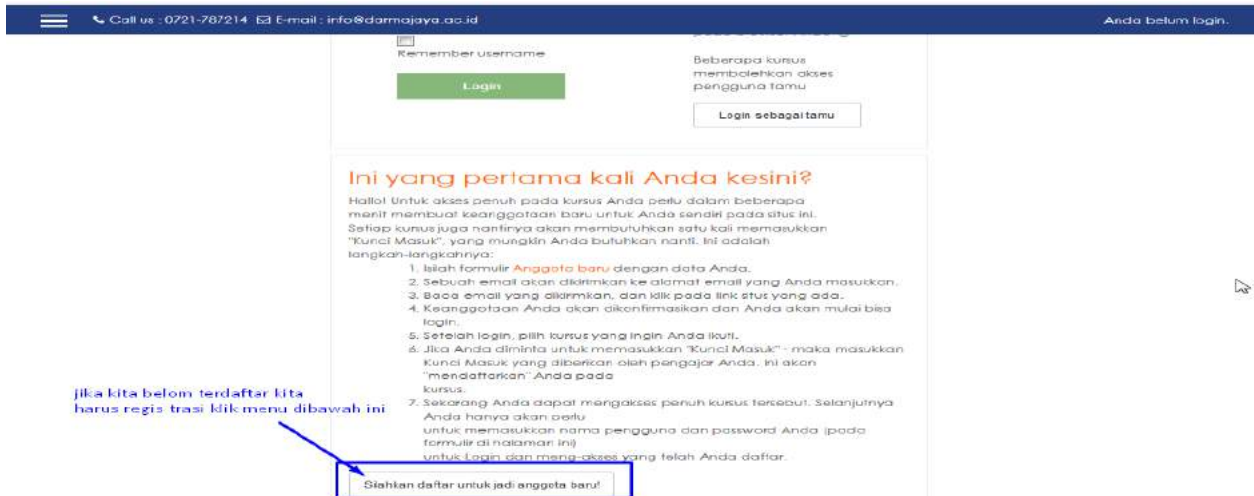 Call us : 0721-787214 E-mail : info@darmajaya.ac.id
Anda belum login.
Remember username
Login
Beberapa kursus
membolehkan akses
pengguna tamu
Login sebagai tamu
Ini yang pertama kali Anda kesini?
Hallo! Untuk akses penuh pada kursus Anda perlu dalam beberapa
menit membuat keanggotaan baru untuk Anda sendiri pada situs ini.
Setiap kursus juga nantinya akan membutuhkan satu kali memasukkan
"Kunci Masuk", yang mungkin Anda butuhkan nanti. Ini adalah
langkah-langkahnya:
1. Isilah formulir Anggota baru dengan data Anda.
2. Sebuah email akan dikirimkan ke alamat email yang Anda masukkan.
3. Baca email yang dikirmkan, dan klik pada link situs yang ada.
4. Keanggotaan Anda akan dikonfirmasikan dan Anda akan mulai bisa
login.
5. Setelah login, pilih kursus yang ingin Anda ikuti.
6. Jika Anda diminta untuk memasukkan "Kunci Masuk" - maka masukkan
Kunci Masuk yang diberikan oleh pengajar Anda. Ini akan
"mendaftarkan" Anda pada
kursus.
7. Sekarang Anda dapat mengakses penuh kursus tersebut. Selanjutnya
Anda hanya akan perlu
untuk memasukkan nama pengguna dan password Anda (pada
formulir di halaman ini)
untuk Login dan meng-akses yang telah Anda daftar.
jika kita belom terdaftar kita
harus regis trasi klik menu dibawah ini
Silahkan daftar untuk jadi anggota baru!